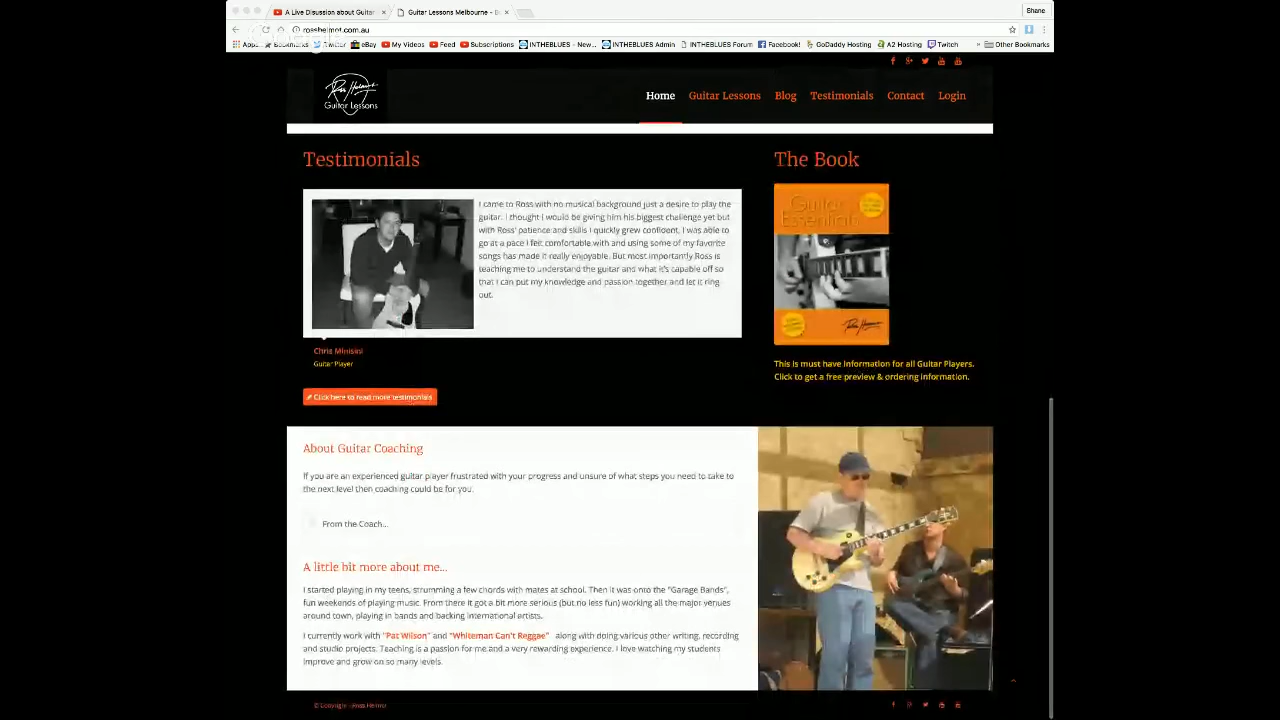 A Live Disussion about Guitar
Guitar Lessons Melbourne - B
Shane
rosshelmot.com.au
Bookmarks
Twitter
eBay
My Videos
Feed
Subscriptions
INTHEBLUES - New...
INTHEBLUES Admin
INTHEBLUES Forum
Facebook!
GoDaddy Hosting
A2 Hosting
Twitch
»
Other Bookmarks
Guitar Lessons
Home
Guitar Lessons
Blog
Testimonials
Contact
Login
Testimonials
I came to Ross with no musical background just a desire to play the
guitar. I thought I would be giving him his biggest challenge yet but
with Ross' patience and skills I quickly grew confident, I was able to
go at a pace I felt comfortable with and using some of my favorite
songs has made it really enjoyable. But most importantly Ross is
teaching me to understand the guitar and what it's capable off so
that I can put my knowledge and passion together and let it ring
out.
Chris Minisini
Guitar Player
Click here to read more testimonials
The Book
Guitar
Essentials
This is must have information for all Guitar Players.
Click to get a free preview & ordering information.
About Guitar Coaching
If you are an experienced guitar player frustrated with your progress and unsure of what steps you need to take to
the next level then coaching could be for you.
From the Coach...
A little bit more about me...
I started playing in my teens, strumming a few chords with mates at school. Then it was onto the "Garage Bands",
fun weekends of playing music. From there it got a bit more serious (but no less fun) working all the major venues
around town, playing in bands and backing international artists.
I currently work with "Pat Wilson" and "Whiteman Can't Reggae" along with doing various other writing, recording
and studio projects. Teaching is a passion for me and a very rewarding experience. I love watching my students
improve and grow on so many levels.
© Copyright - Ross